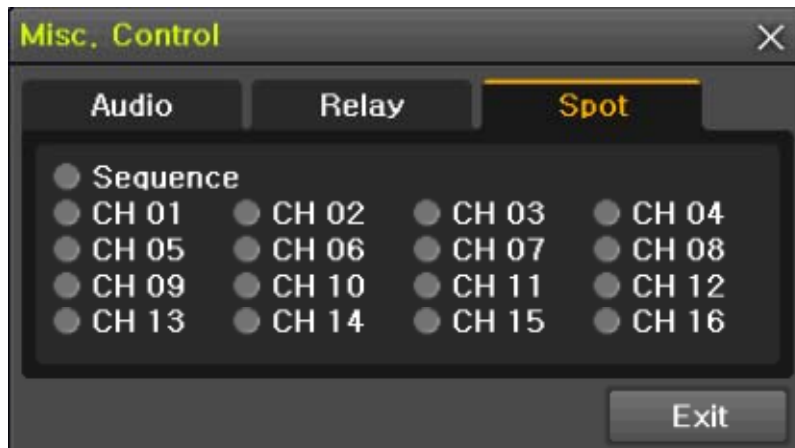 Misc. Control
Audio Relay Spot
Sequence
CH 01 CH 02 CH 03 CH 04
CH 05 CH 06 CH 07 CH 08
CH 09 CH 10 CH 11 CH 12
CH 13 CH 14 CH 15 CH 16
Exit